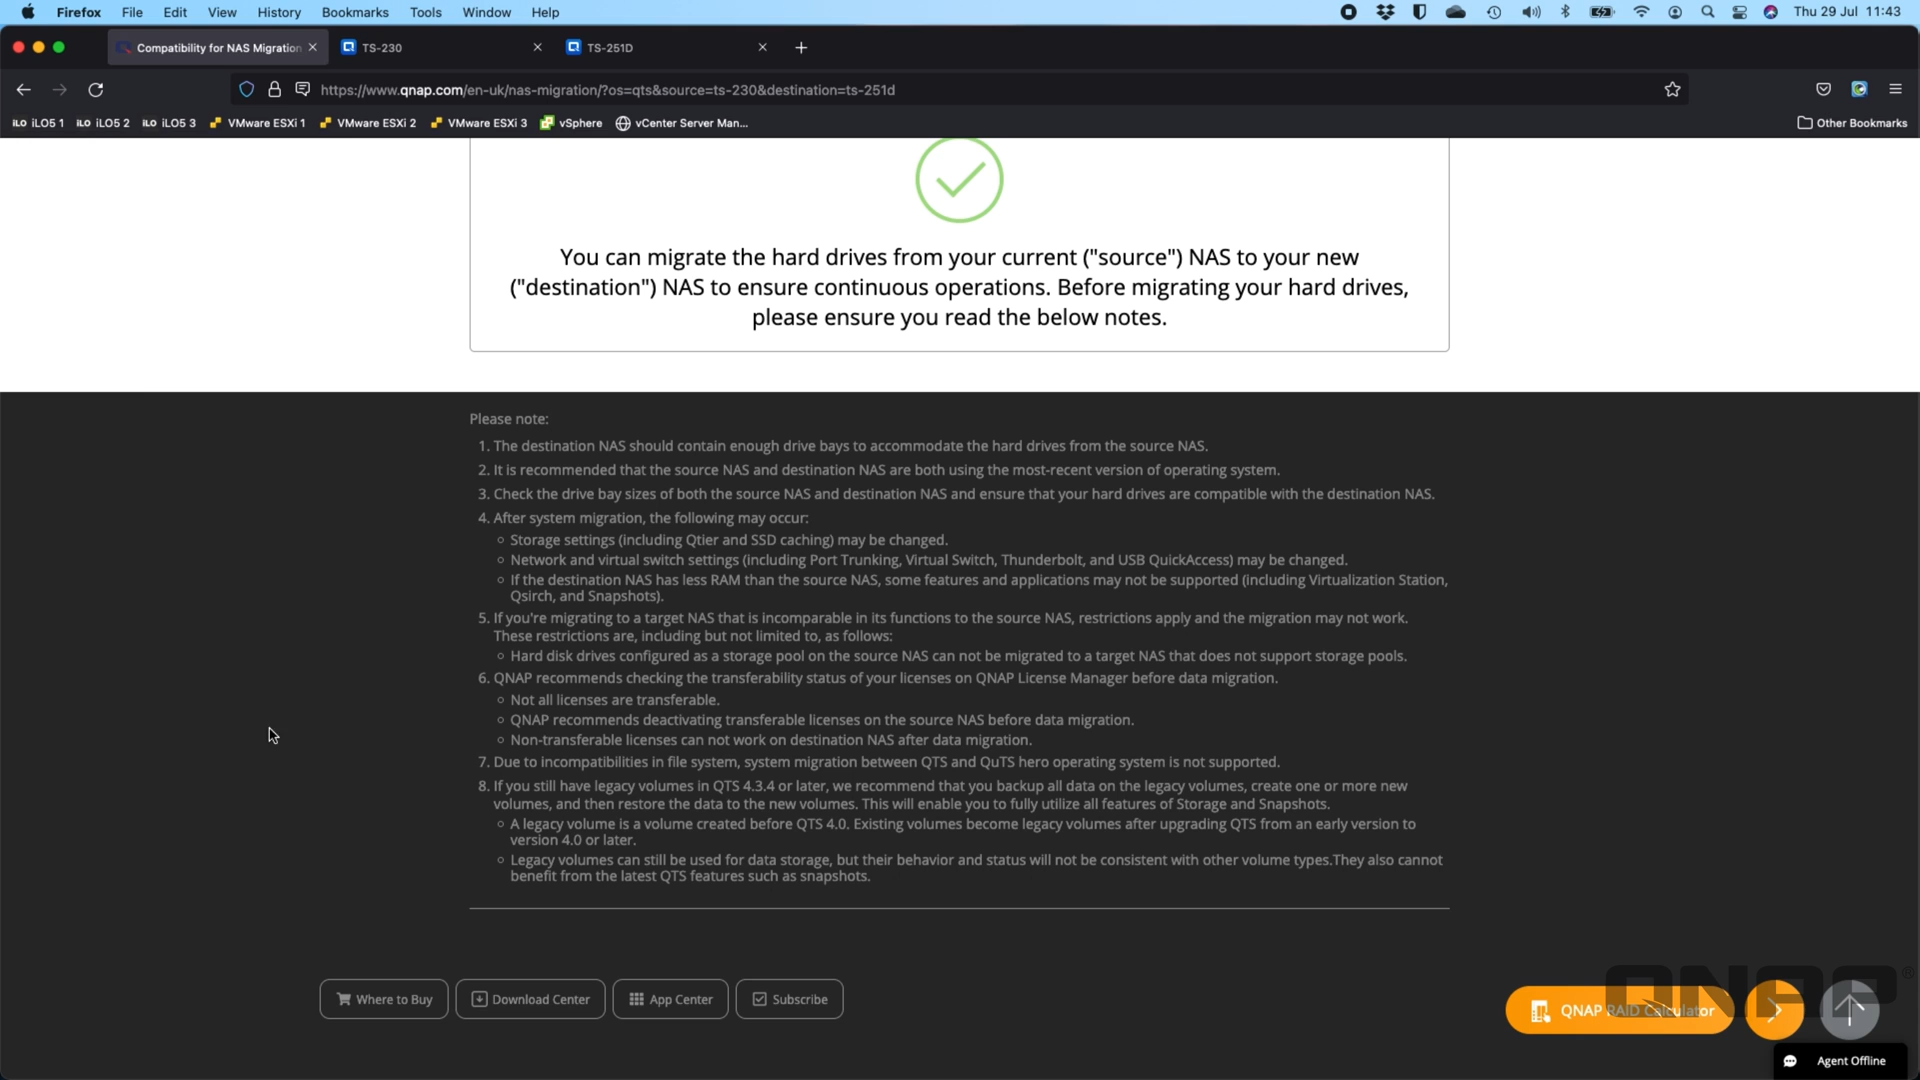 Firefox File Edit View History Bookmarks Tools Window Help Thu 29 Jul 11:43
Compatibility for NAS Migration TS-230 TS-251D
https://www.qnap.com/en-uk/nas-migration/?os=qts&source=ts-230&destination=ts-251d
iLO iLO5 1 iLO iLO5 2 iLO iLO5 3 VMware ESXi 1 VMware ESXi 2 VMware ESXi 3 vSphere vCenter Server Man... Other Bookmarks
You can migrate the hard drives from your current ("source") NAS to your new
("destination") NAS to ensure continuous operations. Before migrating your hard drives,
please ensure you read the below notes.
Please note:
1. The destination NAS should contain enough drive bays to accommodate the hard drives from the source NAS.
2. It is recommended that the source NAS and destination NAS are both using the most-recent version of operating system.
3. Check the drive bay sizes of both the source NAS and destination NAS and ensure that your hard drives are compatible with the destination NAS.
4. After system migration, the following may occur:
Storage settings (including Qtier and SSD caching) may be changed.
Network and virtual switch settings (including Port Trunking, Virtual Switch, Thunderbolt, and USB QuickAccess) may be changed.
If the destination NAS has less RAM than the source NAS, some features and applications may not be supported (including Virtualization Station,
Qsirch, and Snapshots).
5. If you're migrating to a target NAS that is incomparable in its functions to the source NAS, restrictions apply and the migration may not work.
These restrictions are, including but not limited to, as follows:
Hard disk drives configured as a storage pool on the source NAS can not be migrated to a target NAS that does not support storage pools.
6. QNAP recommends checking the transferability status of your licenses on QNAP License Manager before data migration.
Not all licenses are transferable.
QNAP recommends deactivating transferable licenses on the source NAS before data migration.
Non-transferable licenses can not work on destination NAS after data migration.
7. Due to incompatibilities in file system, system migration between QTS and QuTS hero operating system is not supported.
8. If you still have legacy volumes in QTS 4.3.4 or later, we recommend that you backup all data on the legacy volumes, create one or more new
volumes, and then restore the data to the new volumes. This will enable you to fully utilize all features of Storage and Snapshots.
A legacy volume is a volume created before QTS 4.0. Existing volumes become legacy volumes after upgrading QTS from an early version to
version 4.0 or later.
Legacy volumes can still be used for data storage, but their behavior and status will not be consistent with other volume types.They also cannot
benefit from the latest QTS features such as snapshots.
Where to Buy Download Center App Center Subscribe
QNAP RAID Calculator
QNAP®
Agent Offline